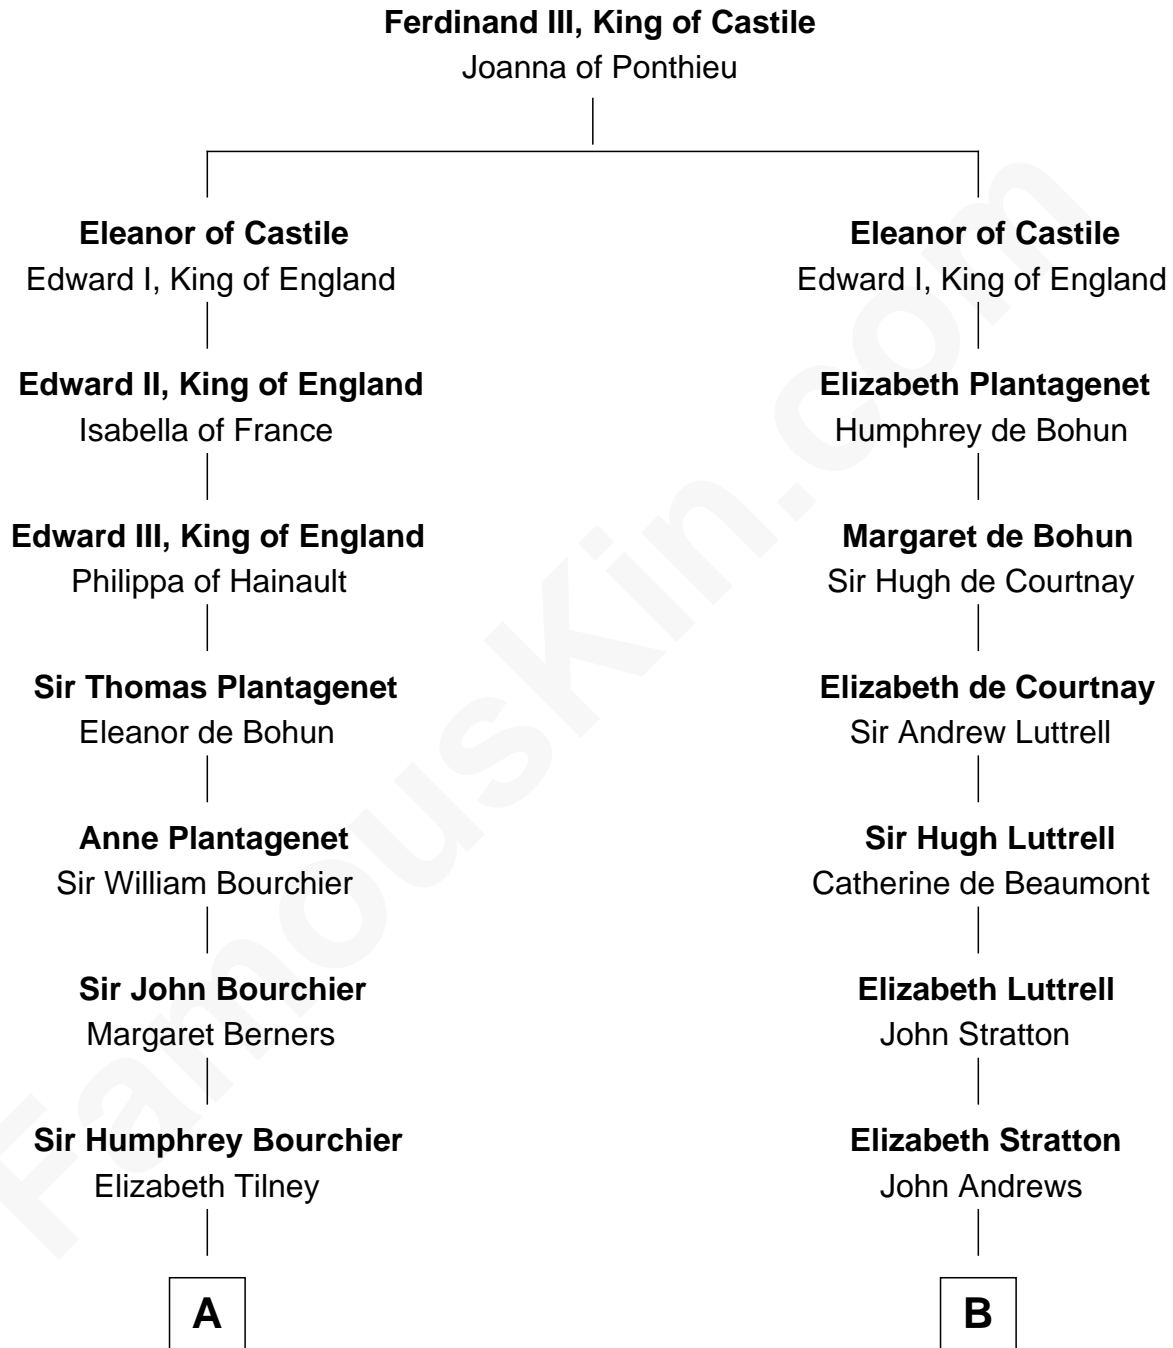 Ferdinand III, King of Castile
Joanna of Ponthieu
Eleanor of Castile
Edward I, King of England
Eleanor of Castile
Edward I, King of England
Edward II, King of England
Isabella of France
Elizabeth Plantagenet
Humphrey de Bohun
Edward III, King of England
Philippa of Hainault
Margaret de Bohun
Sir Hugh de Courtnay
Sir Thomas Plantagenet
Eleanor de Bohun
Elizabeth de Courtnay
Sir Andrew Luttrell
Anne Plantagenet
Sir William Bourchier
Sir Hugh Luttrell
Catherine de Beaumont
Sir John Bourchier
Margaret Berners
Elizabeth Luttrell
John Stratton
Sir Humphrey Bourchier
Elizabeth Tilney
Elizabeth Stratton
John Andrews
A
B
FamousKin.com